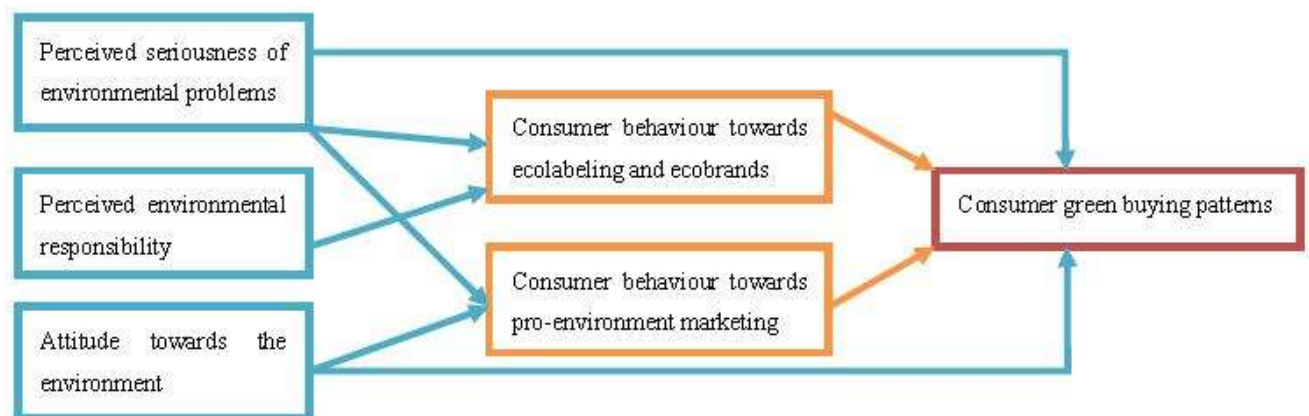 Perceived seriousness of
environmental problems
Perceived environmental
responsibility
Attitude towards the
environment
Consumer behaviour towards
ecolabeling and ecobrands
Consumer behaviour towards
pro-environment marketing
Consumer green buying patterns